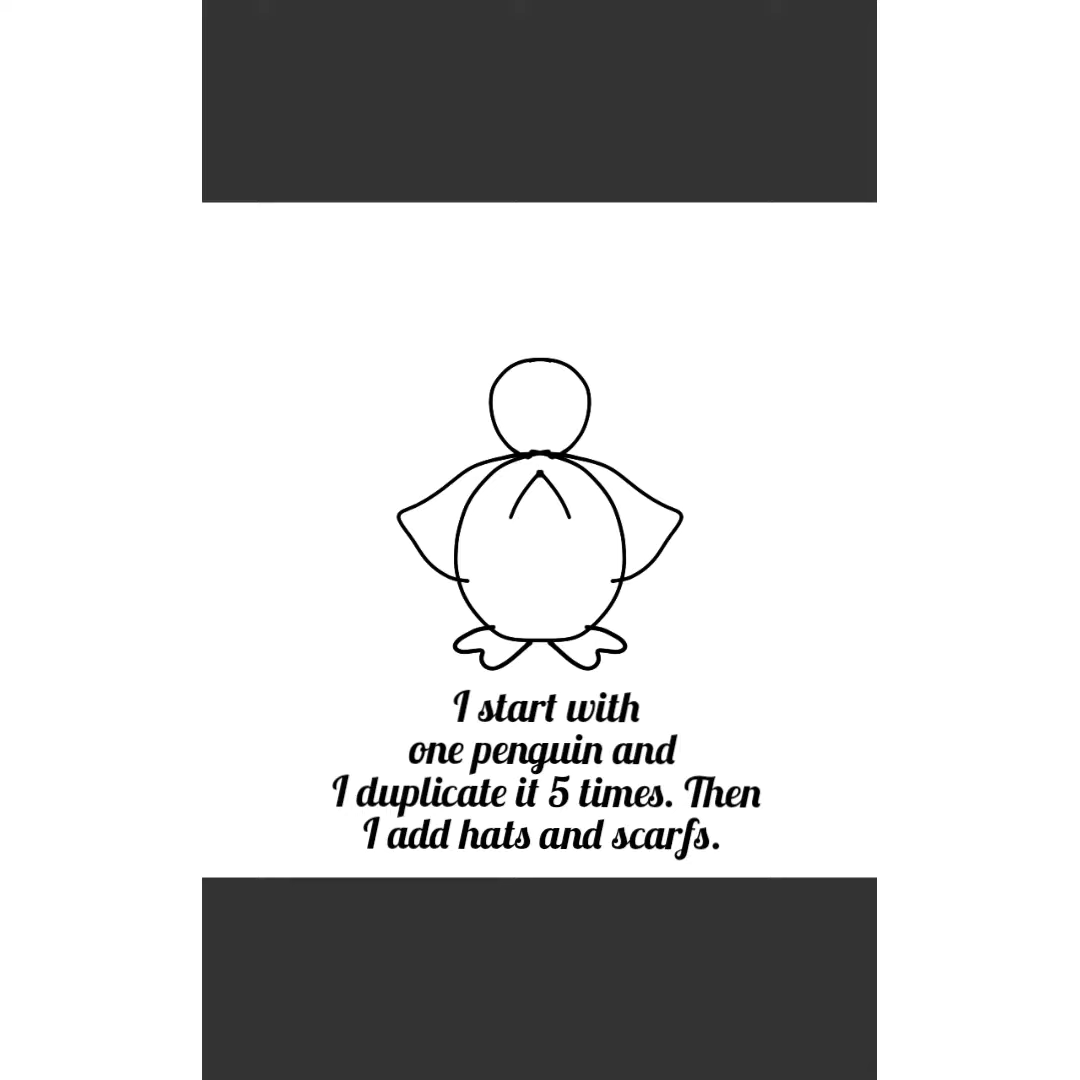 I start with
one penguin and
I duplicate it 5 times. Then
I add hats and scarfs.